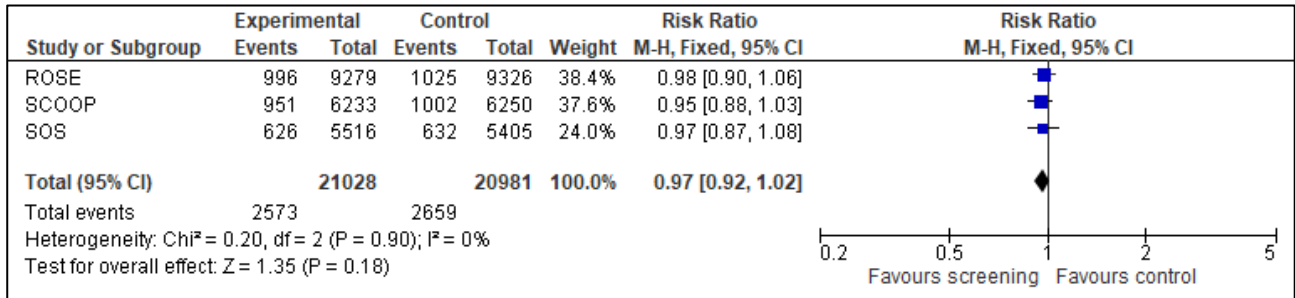 Experimental Control Risk Ratio Risk Ratio
Study or Subgroup Events Total Events Total Weight M-H, Fixed, 95% CI M-H, Fixed, 95% CI
ROSE 996 9279 1025 9326 38.4% 0.98 [0.90, 1.06]
SCOOP 951 6233 1002 6250 37.6% 0.95 [0.88, 1.03]
SOS 626 5516 632 5405 24.0% 0.97 [0.87, 1.08]
Total (95% CI) 21028 20981 100.0% 0.97 [0.92, 1.02]
Total events 2573 2659
Heterogeneity: Chi² = 0.20, df = 2 (P = 0.90); I² = 0%
Test for overall effect: Z = 1.35 (P = 0.18)
0.2 0.5 1 2 5
Favours screening Favours control